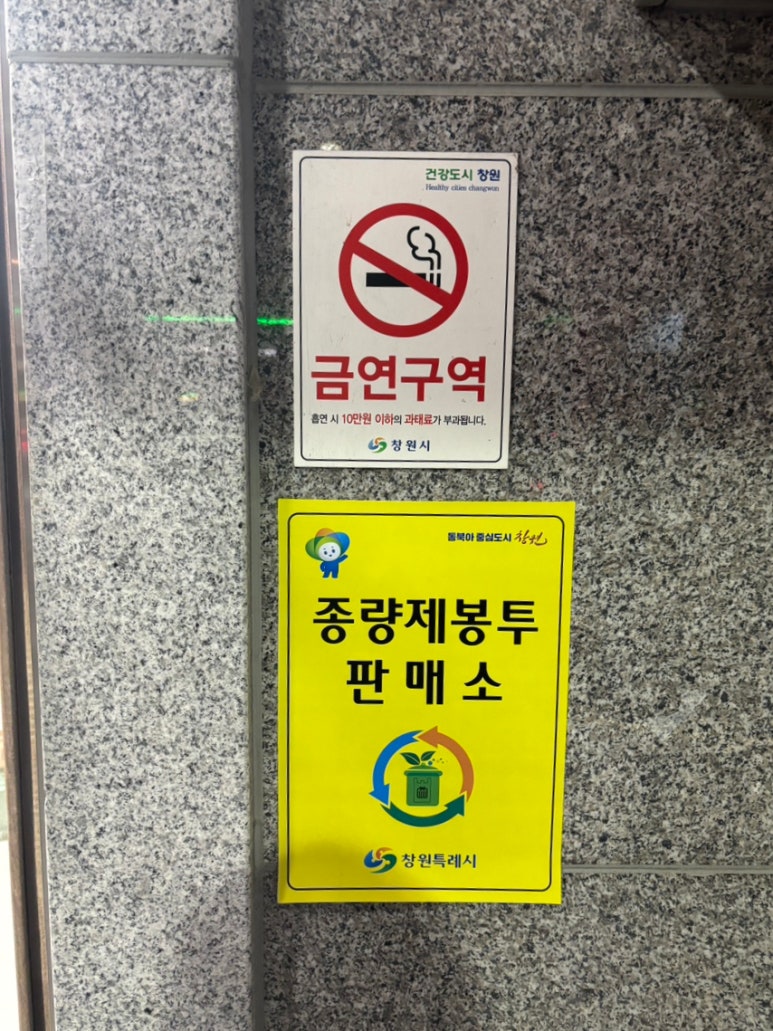 건강도시 창원
Healthy cities changwon
금연구역
흡연 시 10만원 이하의 과태료가 부과됩니다.
창원시
동북아 중심도시 창원
종량제봉투
판매소
창원특례시